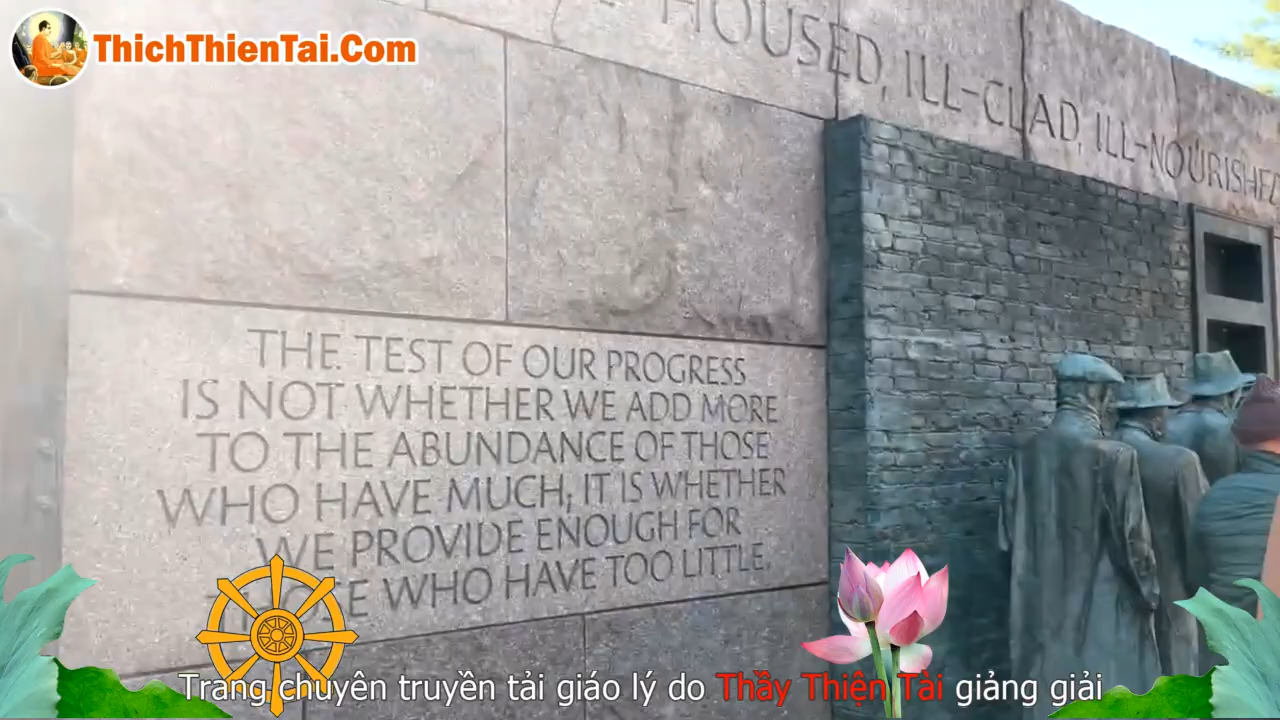 ThichThienTai.Com
HOUSED, ILL-CLAD, ILL-NOURISHED
THE TEST OF OUR PROGRESS
IS NOT WHETHER WE ADD MORE
TO THE ABUNDANCE OF THOSE
WHO HAVE MUCH; IT IS WHETHER
WE PROVIDE ENOUGH FOR
WHO HAVE TOO LITTLE.
Trang chuyên truyền tải giáo lý do Thầy Thiện Tài giảng giải